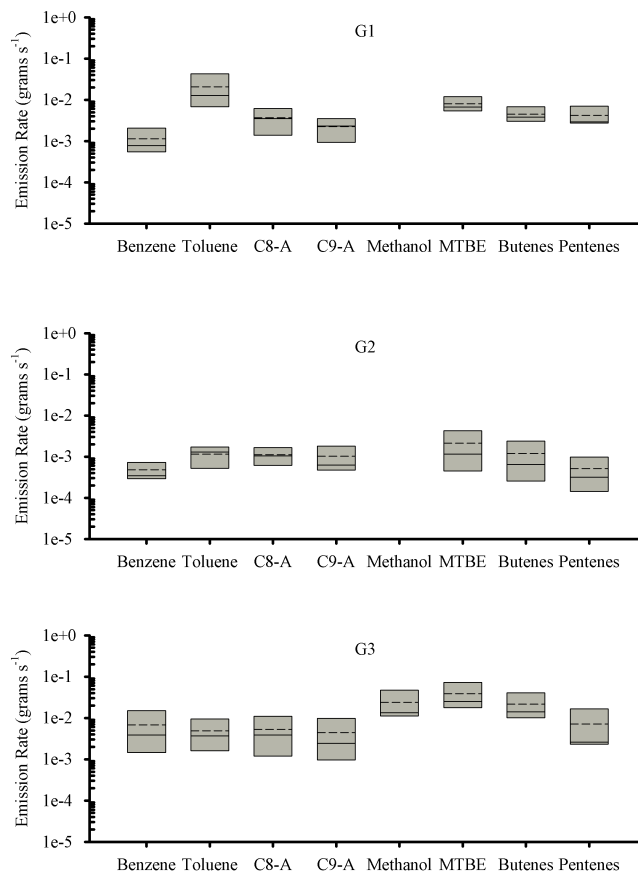 G1
Emission Rate (grams s-1)
1e+0
1e-1
1e-2
1e-3
1e-4
1e-5
Benzene Toluene C8-A C9-A Methanol MTBE Butenes Pentenes
G2
Emission Rate (grams s-1)
1e+0
1e-1
1e-2
1e-3
1e-4
1e-5
Benzene Toluene C8-A C9-A Methanol MTBE Butenes Pentenes
G3
Emission Rate (grams s-1)
1e+0
1e-1
1e-2
1e-3
1e-4
1e-5
Benzene Toluene C8-A C9-A Methanol MTBE Butenes Pentenes